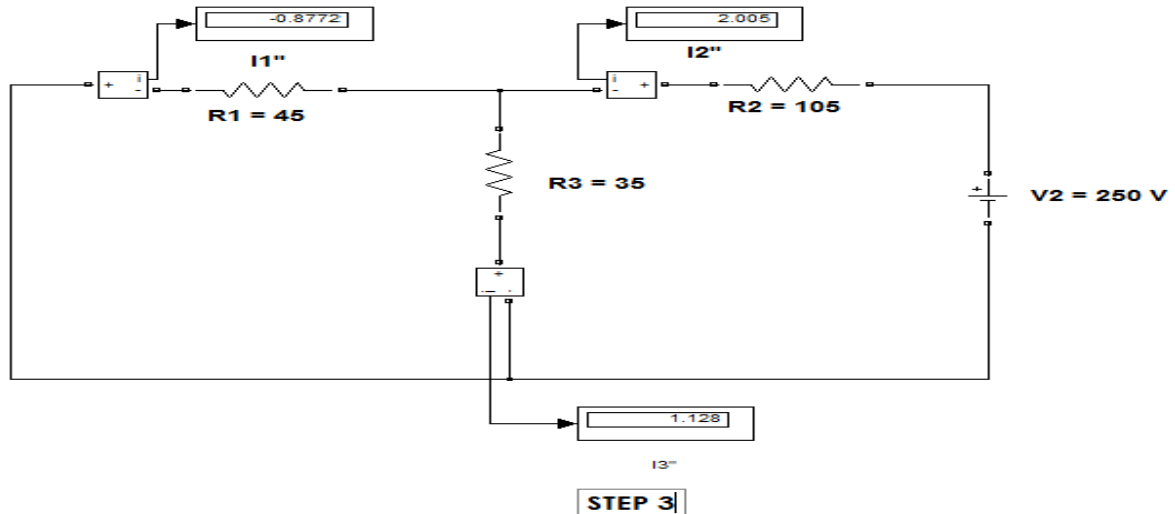 -0.8772
2.005
I1"
I2"
+ i -
i - +
R1 = 45
R2 = 105
R3 = 35
+
V2 = 250 V
+
i -
1.128
I3"
STEP 3